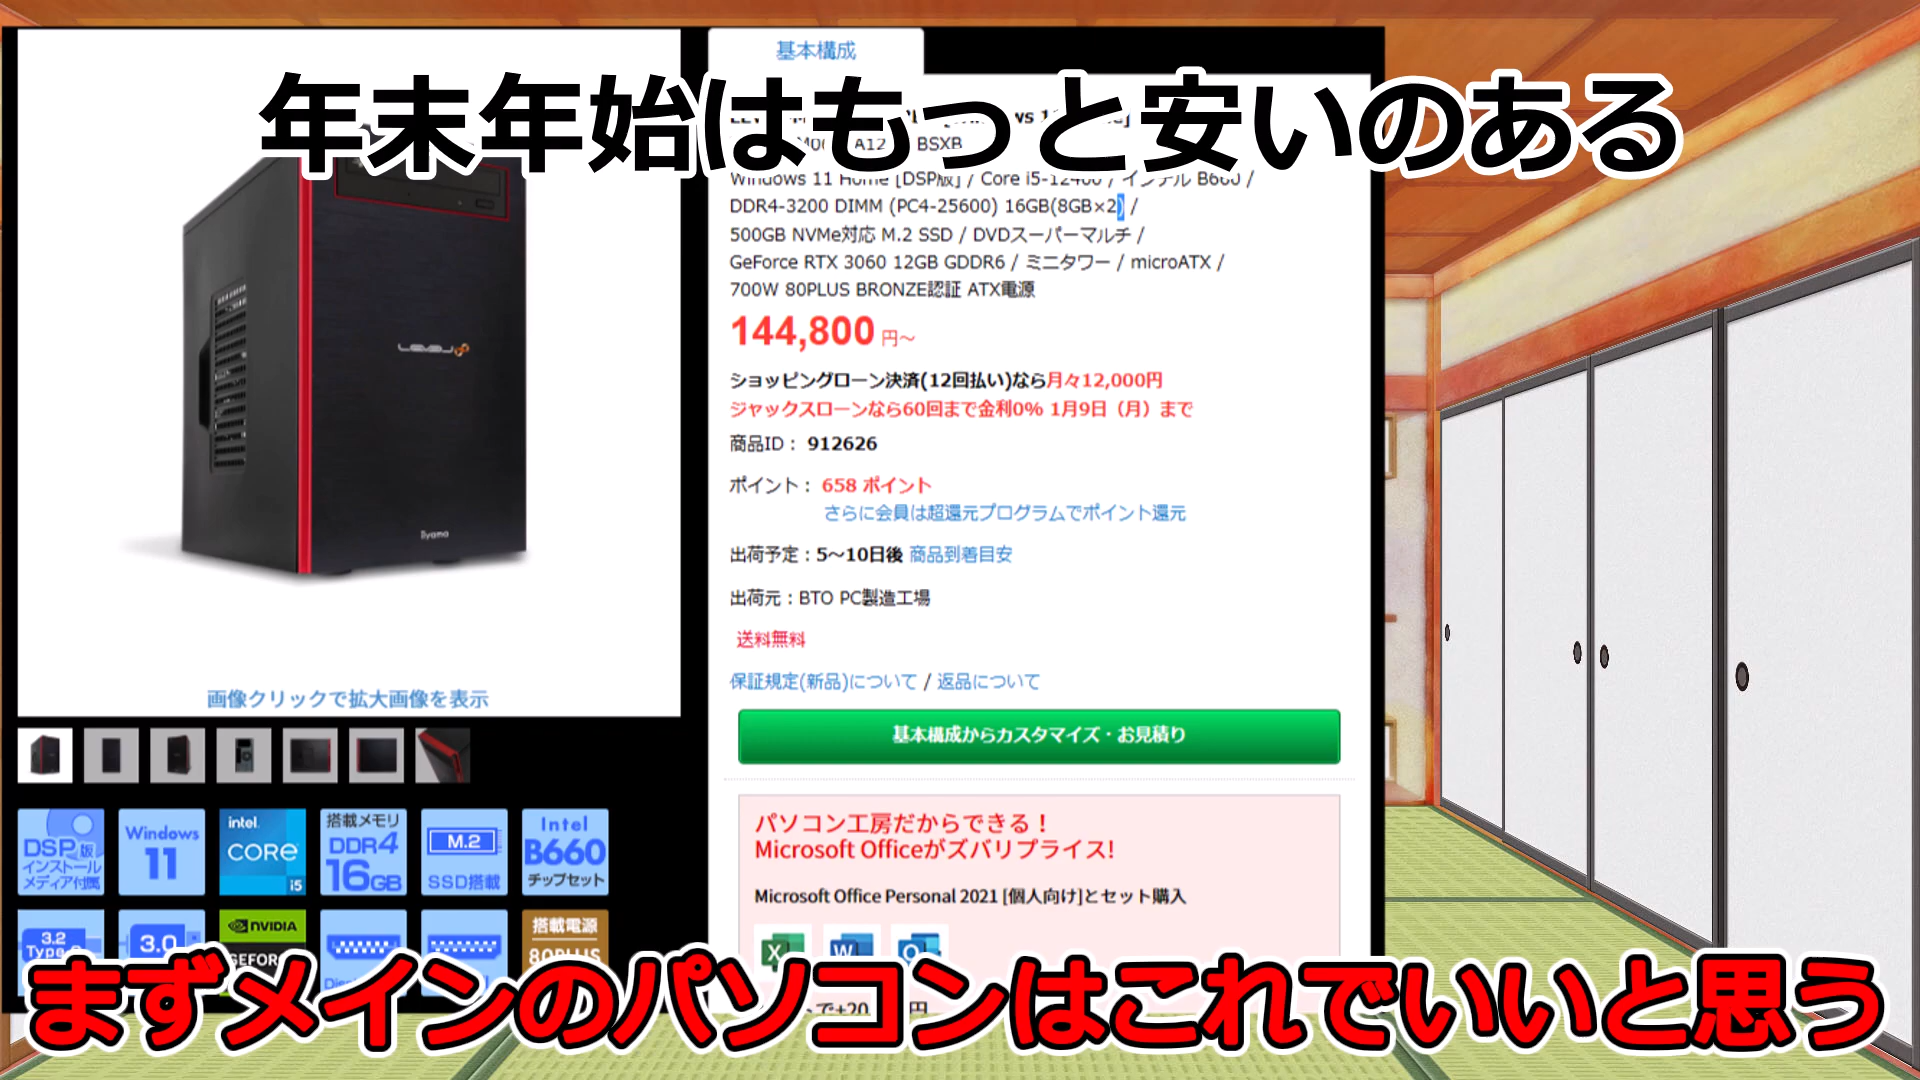 基本構成
年末年始はもっと安いのある
BSXB
Windows 11 Home [DSP版] / Core i5-12400 / インテル B660 /
DDR4-3200 DIMM (PC4-25600) 16GB(8GB×2) /
500GB NVMe対応 M.2 SSD / DVDスーパーマルチ /
GeForce RTX 3060 12GB GDDR6 / ミニタワー / microATX /
700W 80PLUS BRONZE認証 ATX電源
144,800 円～
ショッピングローン決済(12回払い)なら月々12,000円
ジャックスローンなら60回まで金利0% 1月9日（月）まで
商品ID： 912626
ポイント： 658 ポイント
さらに会員は超還元プログラムでポイント還元
出荷予定：5～10日後 商品到着目安
出荷元：BTO PC製造工場
送料無料
保証規定(新品)について / 返品について
基本構成からカスタマイズ・お見積り
パソコン工房だからできる！
Microsoft Officeがズバリプライス!
Microsoft Office Personal 2021 [個人向け]とセット購入
LEVEL
iiyama
画像クリックで拡大画像を表示
DSP版
インストール
メディア付属
Windows
11
intel
CORE
i5
搭載メモリ
DDR4
16GB
M.2
SSD搭載
Intel
B660
チップセット
3.2
3.0
NVIDIA
搭載電源
80PLUS
まずメインのパソコンはこれでいいと思う